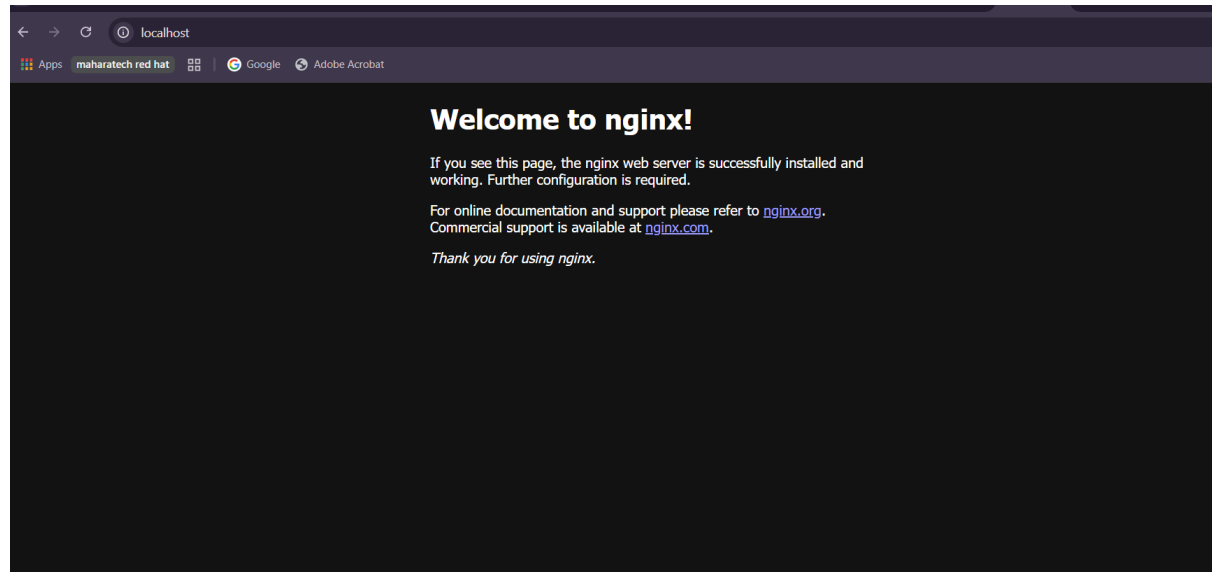 localhost
Apps maharatech red hat Google Adobe Acrobat
Welcome to nginx!
If you see this page, the nginx web server is successfully installed and
working. Further configuration is required.
For online documentation and support please refer to nginx.org.
Commercial support is available at nginx.com.
Thank you for using nginx.